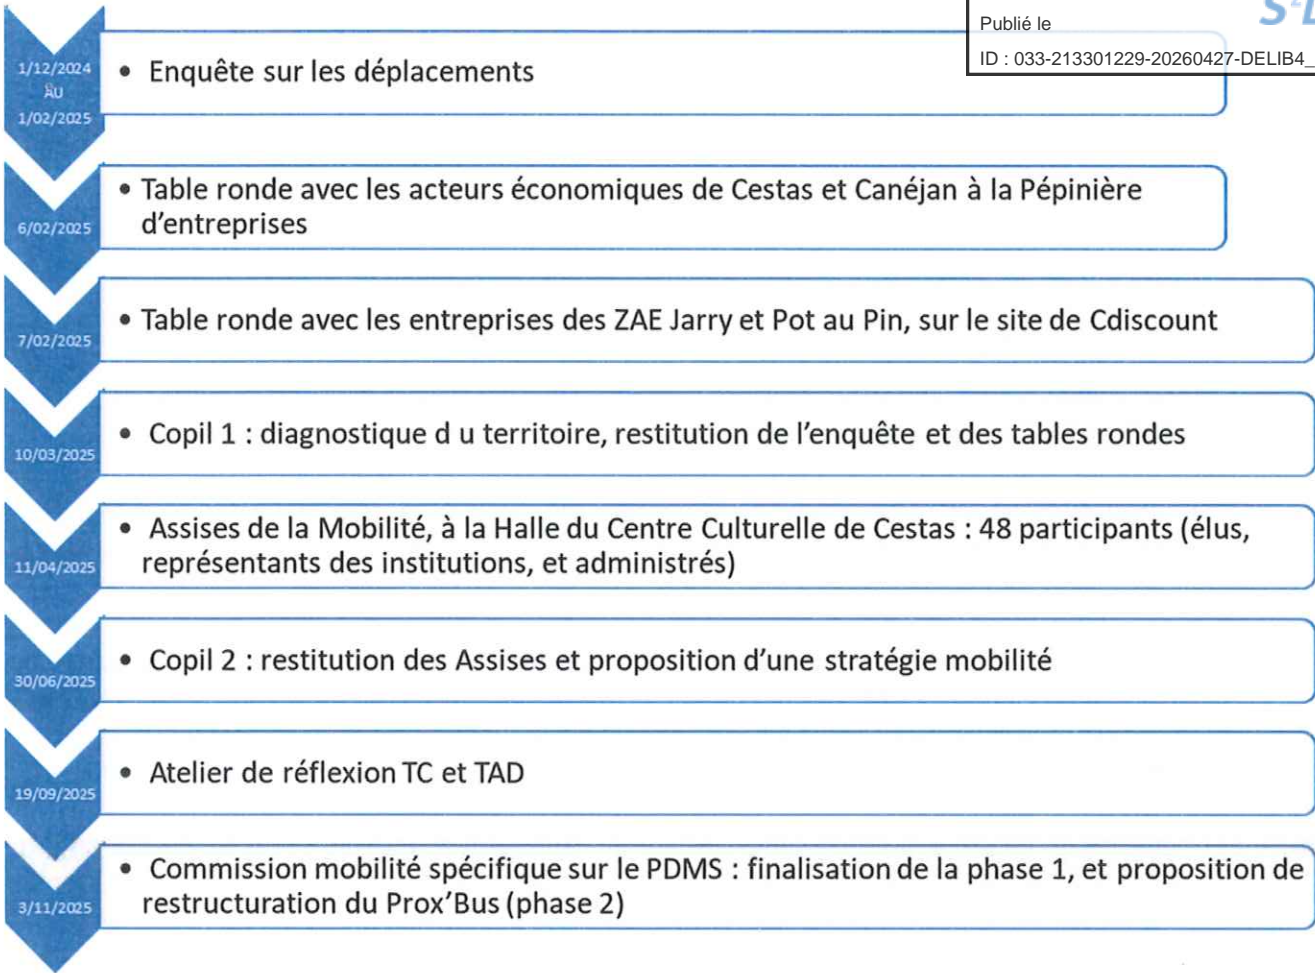 Publié le
S²L
ID : 033-213301229-20260427-DELIB4_
1/12/2024
AU
1/02/2025
• Enquête sur les déplacements
6/02/2025
• Table ronde avec les acteurs économiques de Cestas et Canéjan à la Pépinière
d'entreprises
7/02/2025
• Table ronde avec les entreprises des ZAE Jarry et Pot au Pin, sur le site de Cdiscount
10/03/2025
• Copil 1 : diagnostique d u territoire, restitution de l'enquête et des tables rondes
11/04/2025
• Assises de la Mobilité, à la Halle du Centre Culturelle de Cestas : 48 participants (élus,
représentants des institutions, et administrés)
30/06/2025
• Copil 2 : restitution des Assises et proposition d'une stratégie mobilité
19/09/2025
• Atelier de réflexion TC et TAD
3/11/2025
• Commission mobilité spécifique sur le PDMS : finalisation de la phase 1, et proposition de
restructuration du Prox'Bus (phase 2)